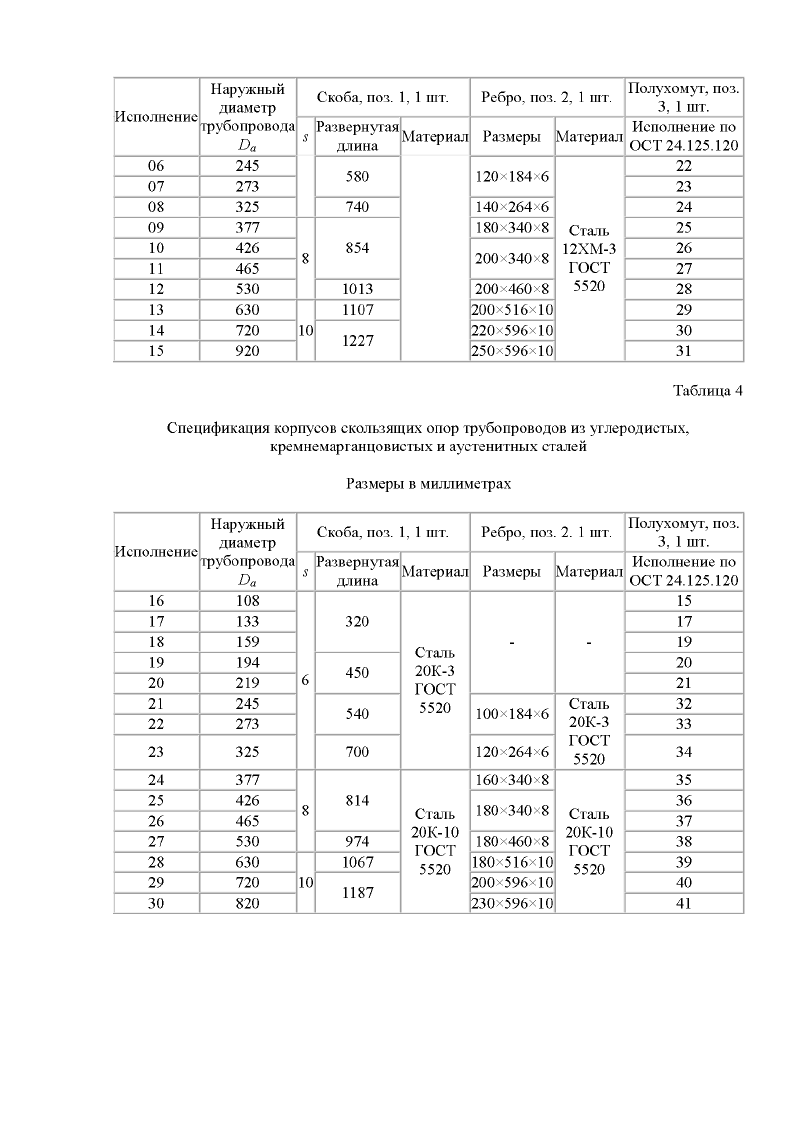 Исполнение Наружный диаметр трубопровода Da Скоба, поз. 1, 1 шт. Ребро, поз. 2, 1 шт. Полухомут, поз. 3, 1 шт.
s Развернутая длина Материал Размеры Материал Исполнение по ОСТ 24.125.120
06 245 580 120×184×6 Сталь 12ХМ-3 ГОСТ 5520 22
07 273 23
08 325 740 140×264×6 24
09 377 8 854 180×340×8 25
10 426 200×340×8 26
11 465 27
12 530 1013 200×460×8 28
13 630 10 1107 200×516×10 29
14 720 1227 220×596×10 30
15 920 250×596×10 31
Таблица 4
Спецификация корпусов скользящих опор трубопроводов из углеродистых,
кремнемарганцовистых и аустенитных сталей
Размеры в миллиметрах
Исполнение Наружный диаметр трубопровода Da Скоба, поз. 1, 1 шт. Ребро, поз. 2. 1 шт. Полухомут, поз. 3, 1 шт.
s Развернутая длина Материал Размеры Материал Исполнение по ОСТ 24.125.120
16 108 6 320 Сталь 20К-3 ГОСТ 5520 - - 15
17 133 17
18 159 19
19 194 450 20
20 219 21
21 245 540 100×184×6 Сталь 20К-3 ГОСТ 5520 32
22 273 33
23 325 700 120×264×6 34
24 377 8 814 Сталь 20К-10 ГОСТ 5520 160×340×8 Сталь 20К-10 ГОСТ 5520 35
25 426 180×340×8 36
26 465 37
27 530 974 180×460×8 38
28 630 10 1067 180×516×10 39
29 720 1187 200×596×10 40
30 820 230×596×10 41